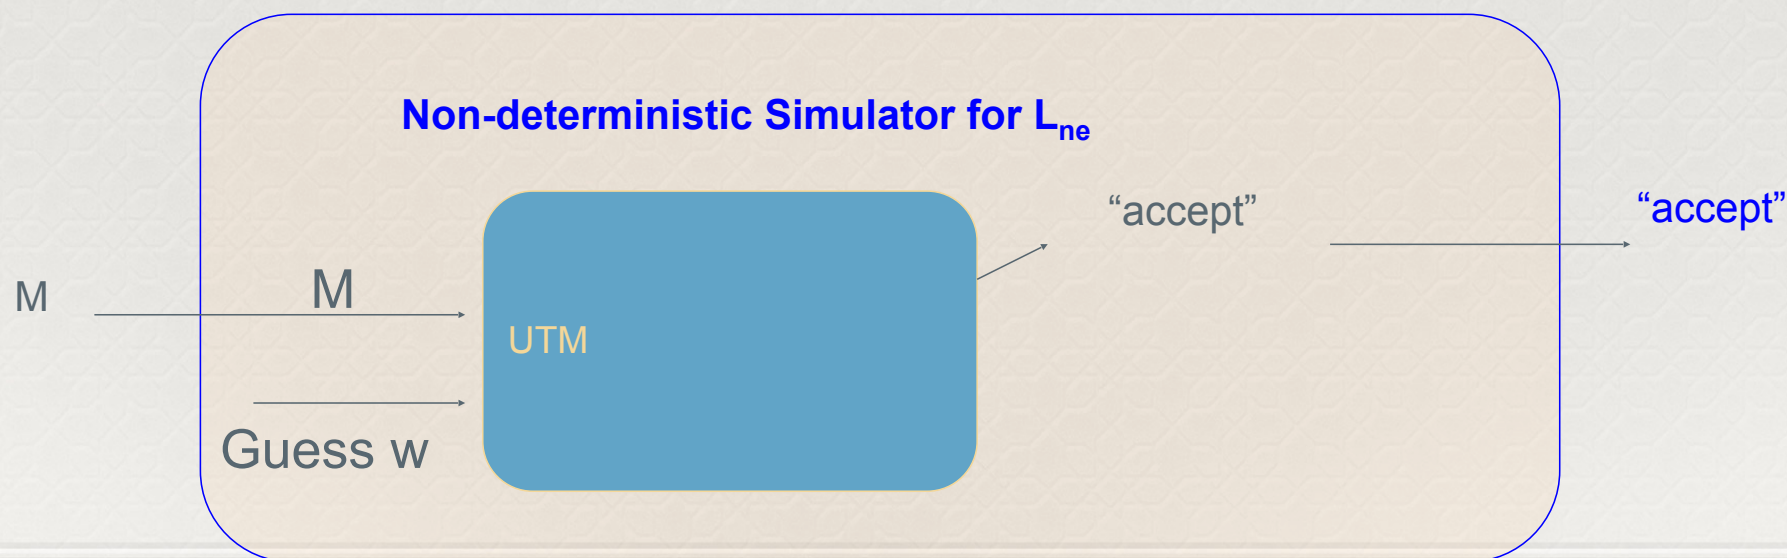 Non-deterministic Simulator for Lne
“accept”
“accept”
M
M
UTM
Guess w